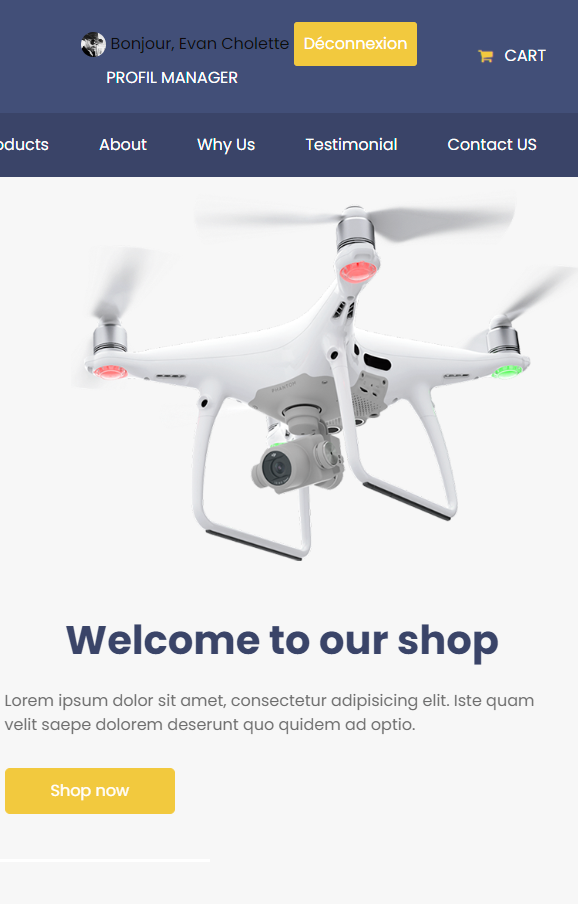 Bonjour, Evan Cholette Déconnexion
PROFIL MANAGER
CART
oducts About Why Us Testimonial Contact US
PHANTOM
Welcome to our shop
Lorem ipsum dolor sit amet, consectetur adipisicing elit. Iste quam
velit saepe dolorem deserunt quo quidem ad optio.
Shop now